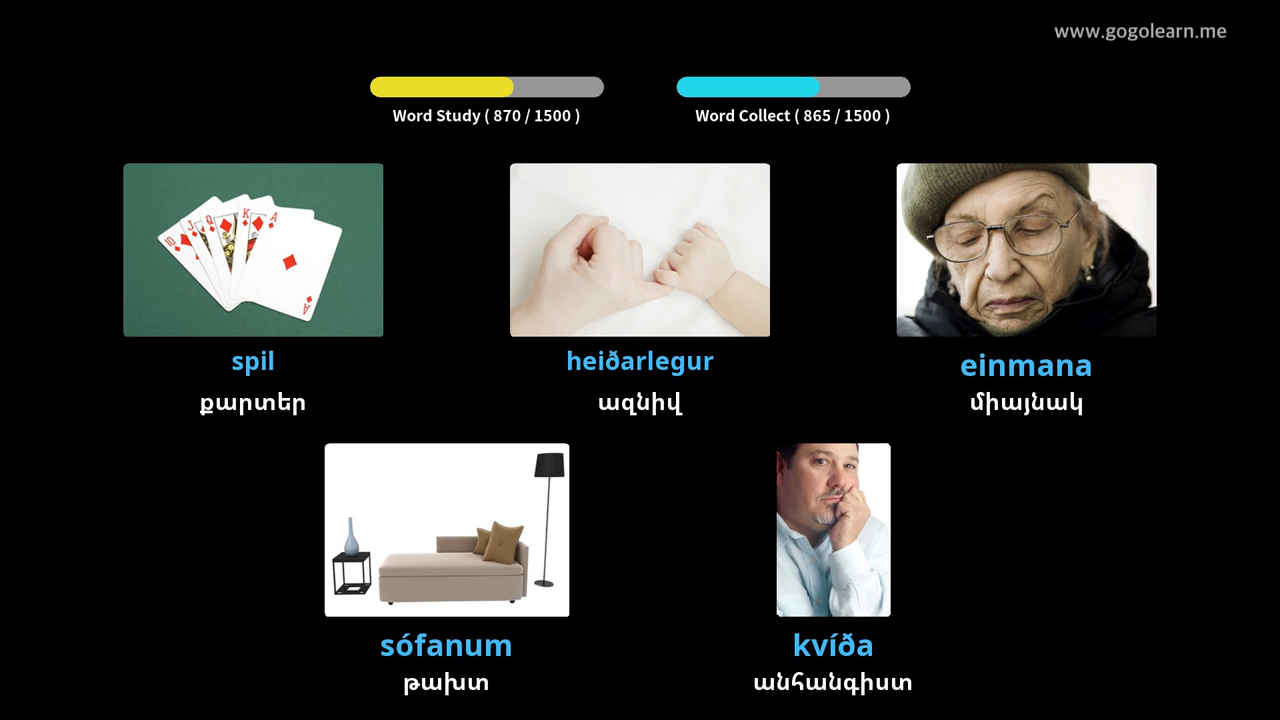 www.gogolearn.me
Word Study ( 870 / 1500 )
Word Collect ( 865 / 1500 )
spil
քարտեր
heiðarlegur
ազնիվ
einmana
միայնակ
sófanum
թախտ
kvíða
անհանգիստ